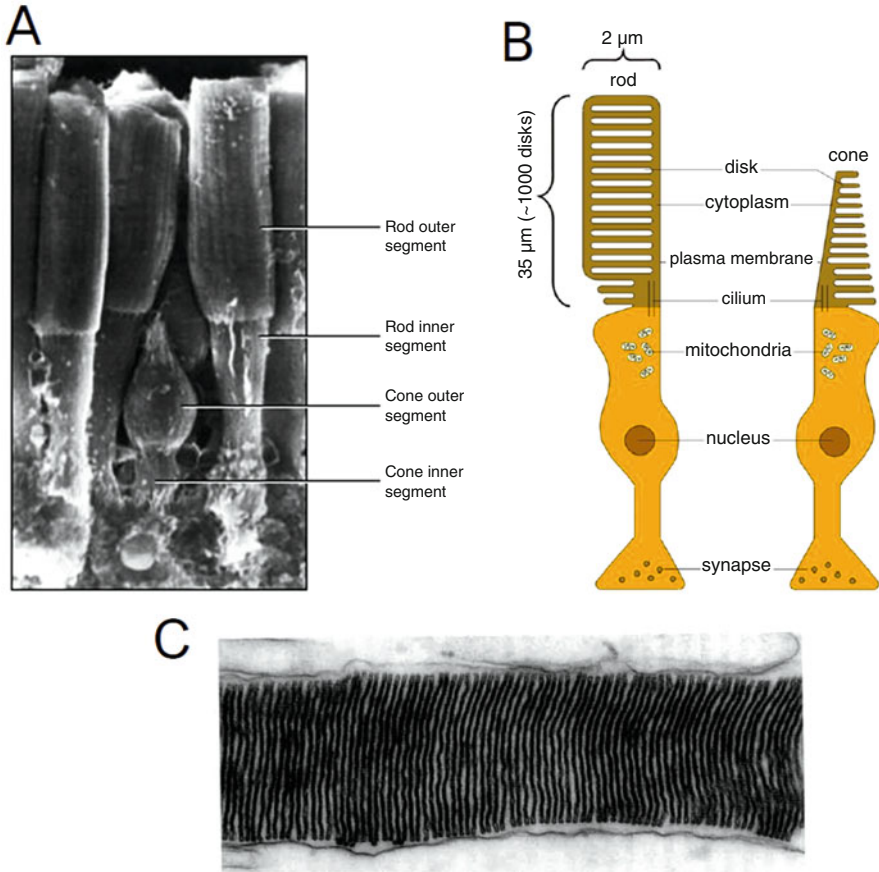 A
Rod outer
segment
Rod inner
segment
Cone outer
segment
Cone inner
segment
B
2 µm
rod
35 µm (~1000 disks)
cone
disk
cytoplasm
plasma membrane
cilium
mitochondria
nucleus
synapse
C